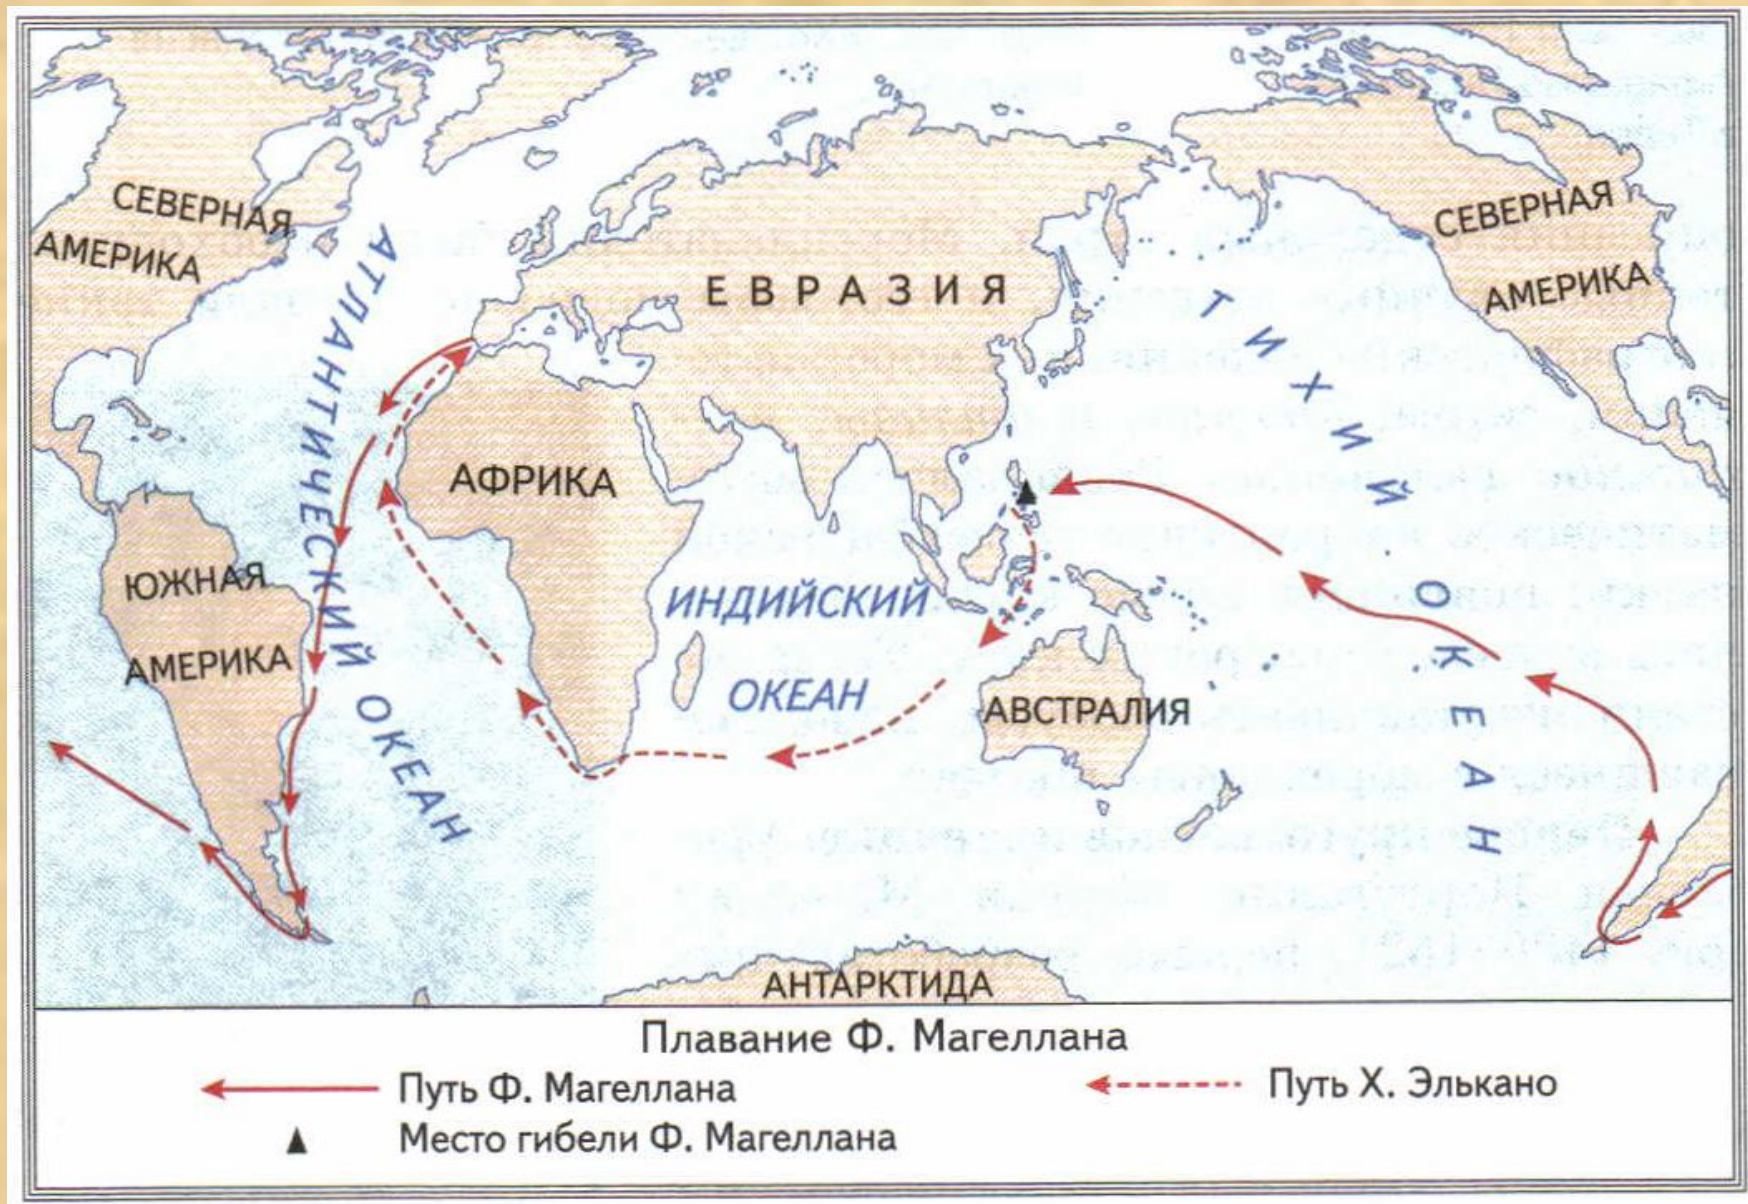 СЕВЕРНАЯ
АМЕРИКА
АТЛАНТИЧЕСКИЙ ОКЕАН
ЕВРАЗИЯ
ТИХИЙ ОКЕАН
СЕВЕРНАЯ
АМЕРИКА
АФРИКА
ЮЖНАЯ
АМЕРИКА
ИНДИЙСКИЙ
ОКЕАН
АВСТРАЛИЯ
АНТАРКТИДА
Плавание Ф. Магеллана
Путь Ф. Магеллана
Путь Х. Элькано
Место гибели Ф. Магеллана